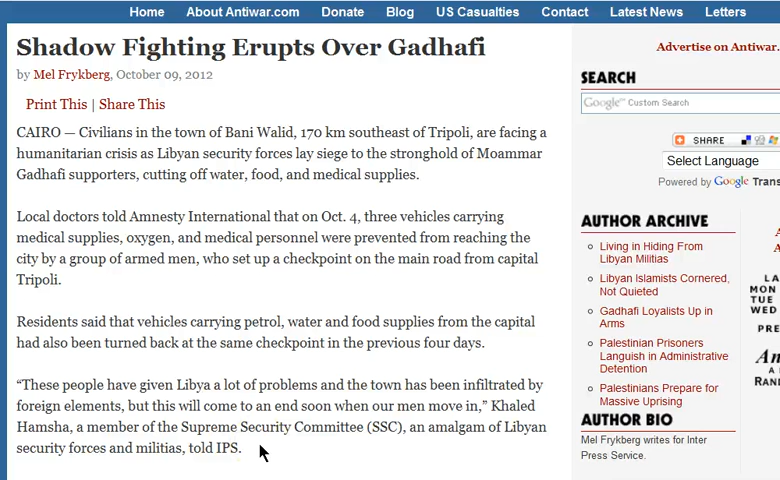 Home About Antiwar.com Donate Blog US Casualties Contact Latest News Letters
Shadow Fighting Erupts Over Gadhafi
by Mel Frykberg, October 09, 2012
Print This | Share This
CAIRO — Civilians in the town of Bani Walid, 170 km southeast of Tripoli, are facing a
humanitarian crisis as Libyan security forces lay siege to the stronghold of Moammar
Gadhafi supporters, cutting off water, food, and medical supplies.
Local doctors told Amnesty International that on Oct. 4, three vehicles carrying
medical supplies, oxygen, and medical personnel were prevented from reaching the
city by a group of armed men, who set up a checkpoint on the main road from capital
Tripoli.
Residents said that vehicles carrying petrol, water and food supplies from the capital
had also been turned back at the same checkpoint in the previous four days.
“These people have given Libya a lot of problems and the town has been infiltrated by
foreign elements, but this will come to an end soon when our men move in,” Khaled
Hamsha, a member of the Supreme Security Committee (SSC), an amalgam of Libyan
security forces and militias, told IPS.
Advertise on Antiwar.
SEARCH
Google™ Custom Search
SHARE
Select Language
Powered by Google Trans
AUTHOR ARCHIVE
Living in Hiding From
Libyan Militias
Libyan Islamists Cornered,
Not Quieted
Gadhafi Loyalists Up in
Arms
Palestinian Prisoners
Languish in Administrative
Detention
Palestinians Prepare for
Massive Uprising
AUTHOR BIO
Mel Frykberg writes for Inter
Press Service.
LA
MON
TUE
WED
PRE
An
A
RAN